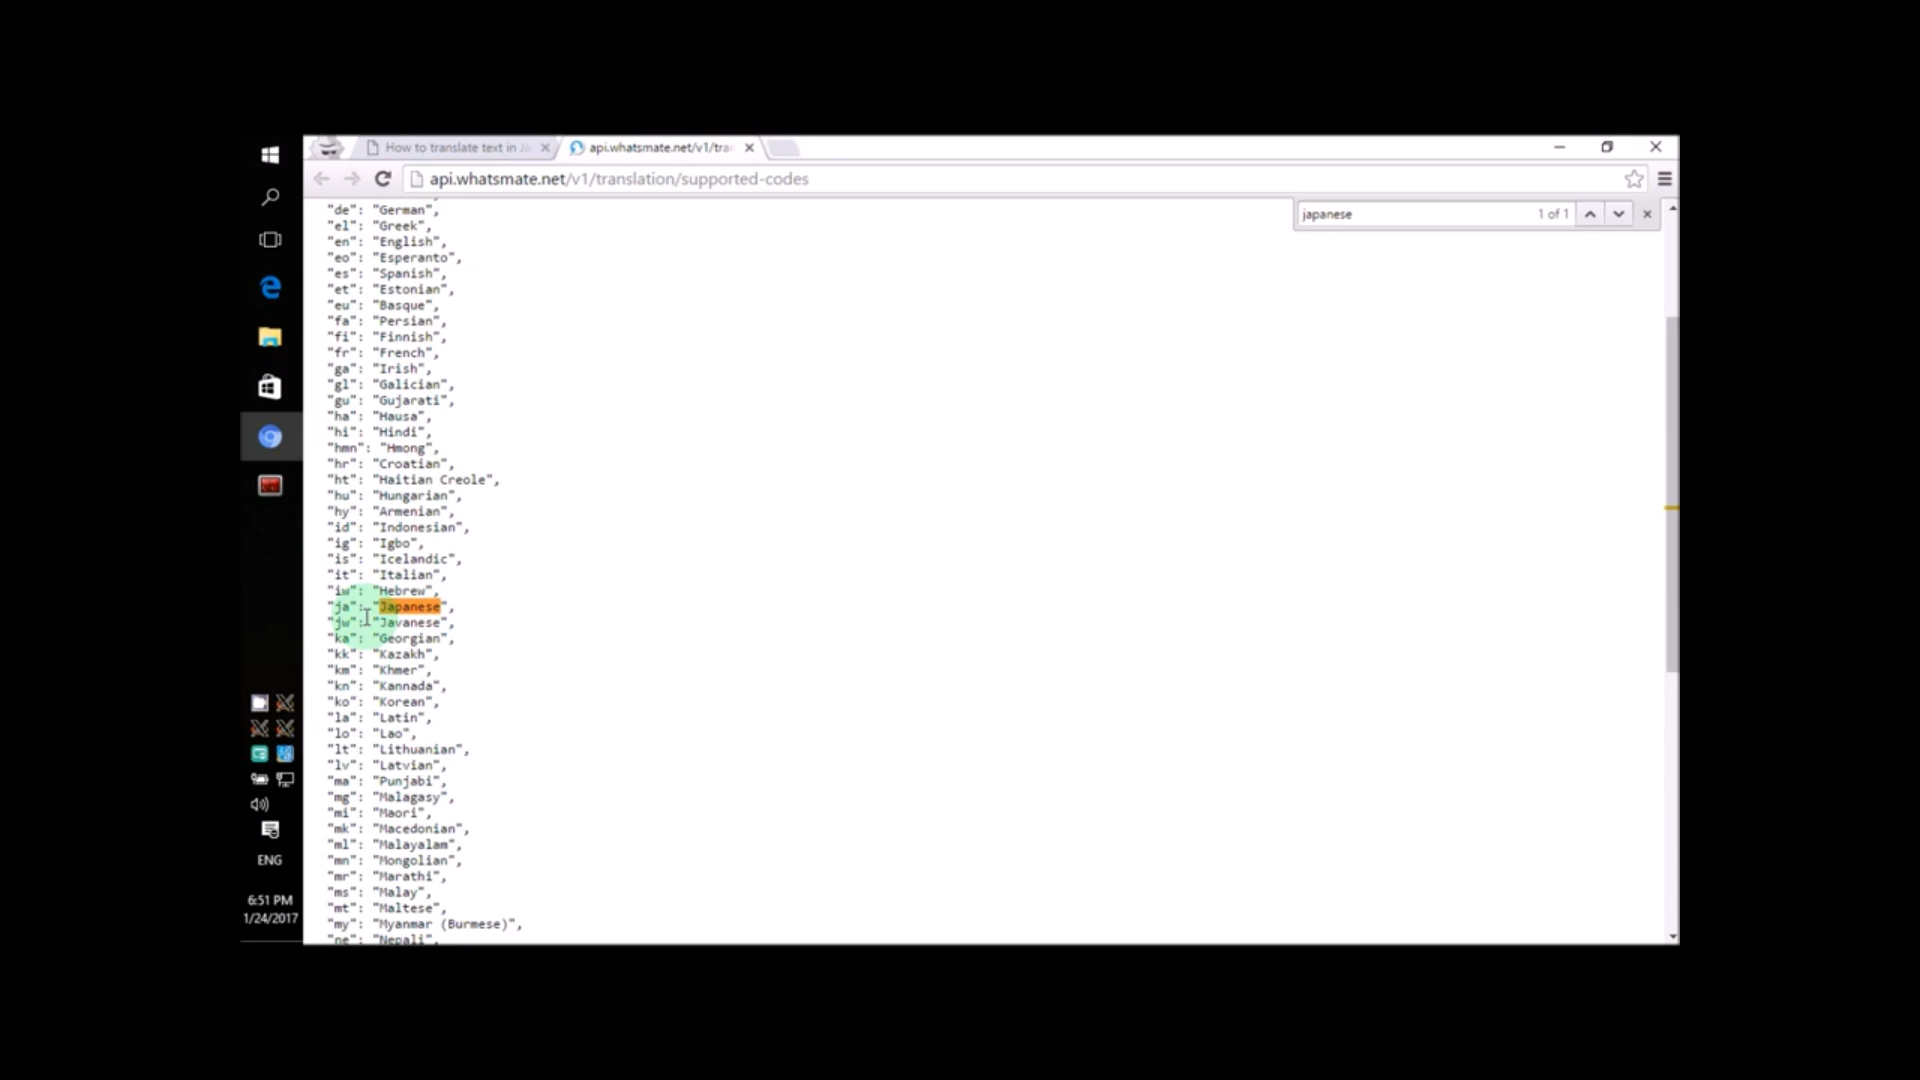 How to translate text in Ja
api.whatsmate.net/v1/tra
api.whatsmate.net/v1/translation/supported-codes
japanese 1 of 1
"de": "German",
"el": "Greek",
"en": "English",
"eo": "Esperanto",
"es": "Spanish",
"et": "Estonian",
"eu": "Basque",
"fa": "Persian",
"fi": "Finnish",
"fr": "French",
"ga": "Irish",
"gl": "Galician",
"gu": "Gujarati",
"ha": "Hausa",
"hi": "Hindi",
"hmn": "Hmong",
"hr": "Croatian",
"ht": "Haitian Creole",
"hu": "Hungarian",
"hy": "Armenian",
"id": "Indonesian",
"ig": "Igbo",
"is": "Icelandic",
"it": "Italian",
"iw": "Hebrew",
"ja": "Japanese",
"jw": "Javanese",
"ka": "Georgian",
"kk": "Kazakh",
"km": "Khmer",
"kn": "Kannada",
"ko": "Korean",
"la": "Latin",
"lo": "Lao",
"lt": "Lithuanian",
"lv": "Latvian",
"ma": "Punjabi",
"mg": "Malagasy",
"mi": "Maori",
"mk": "Macedonian",
"ml": "Malayalam",
"mn": "Mongolian",
"mr": "Marathi",
"ms": "Malay",
"mt": "Maltese",
"my": "Myanmar (Burmese)",
"ne": "Nepali",
ENG
6:51 PM
1/24/2017